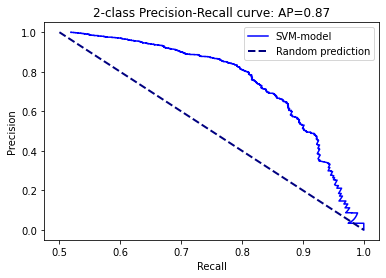 2-class Precision-Recall curve: AP=0.87
SVM-model
Random prediction
Precision
1.0
0.8
0.6
0.4
0.2
0.0
0.5 0.6 0.7 0.8 0.9 1.0
Recall